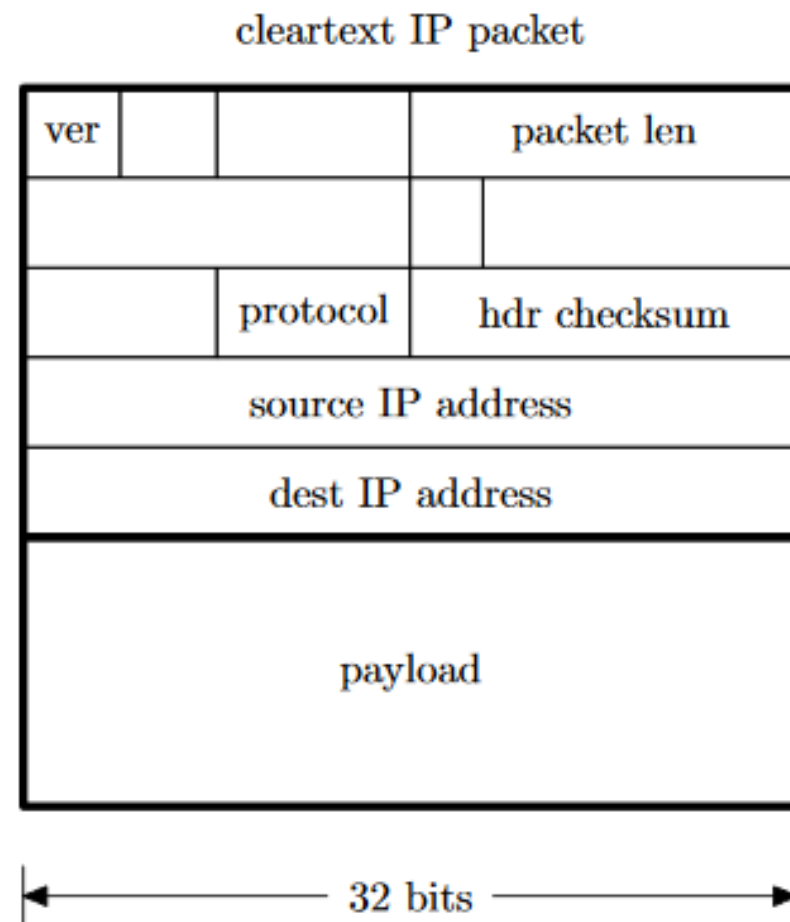 cleartext IP packet
ver packet len
protocol hdr checksum
source IP address
dest IP address
payload
32 bits